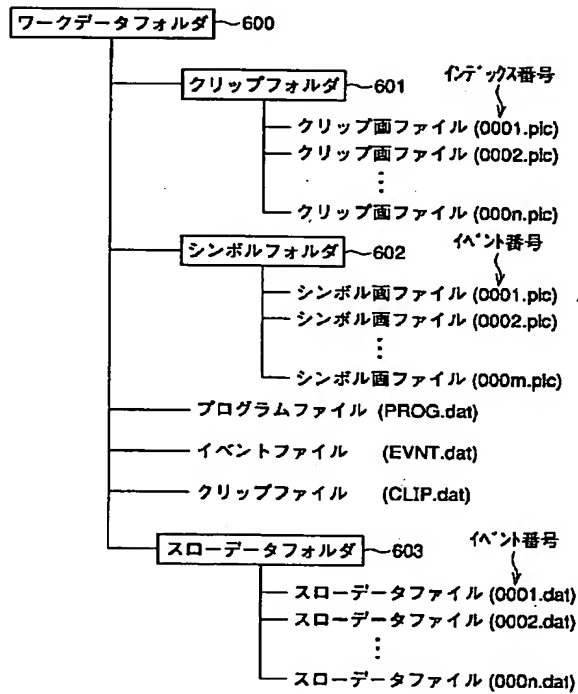 ワークデータフォルダ 600
クリップフォルダ 601
インデックス番号
クリップ画ファイル (0001.pic)
クリップ画ファイル (0002.pic)
クリップ画ファイル (000n.pic)
シンボルフォルダ 602
イベント番号
シンボル画ファイル (0001.pic)
シンボル画ファイル (0002.pic)
シンボル画ファイル (000m.pic)
プログラムファイル (PROG.dat)
イベントファイル (EVNT.dat)
クリップファイル (CLIP.dat)
スローデータフォルダ 603
イベント番号
スローデータファイル (0001.dat)
スローデータファイル (0002.dat)
スローデータファイル (000n.dat)